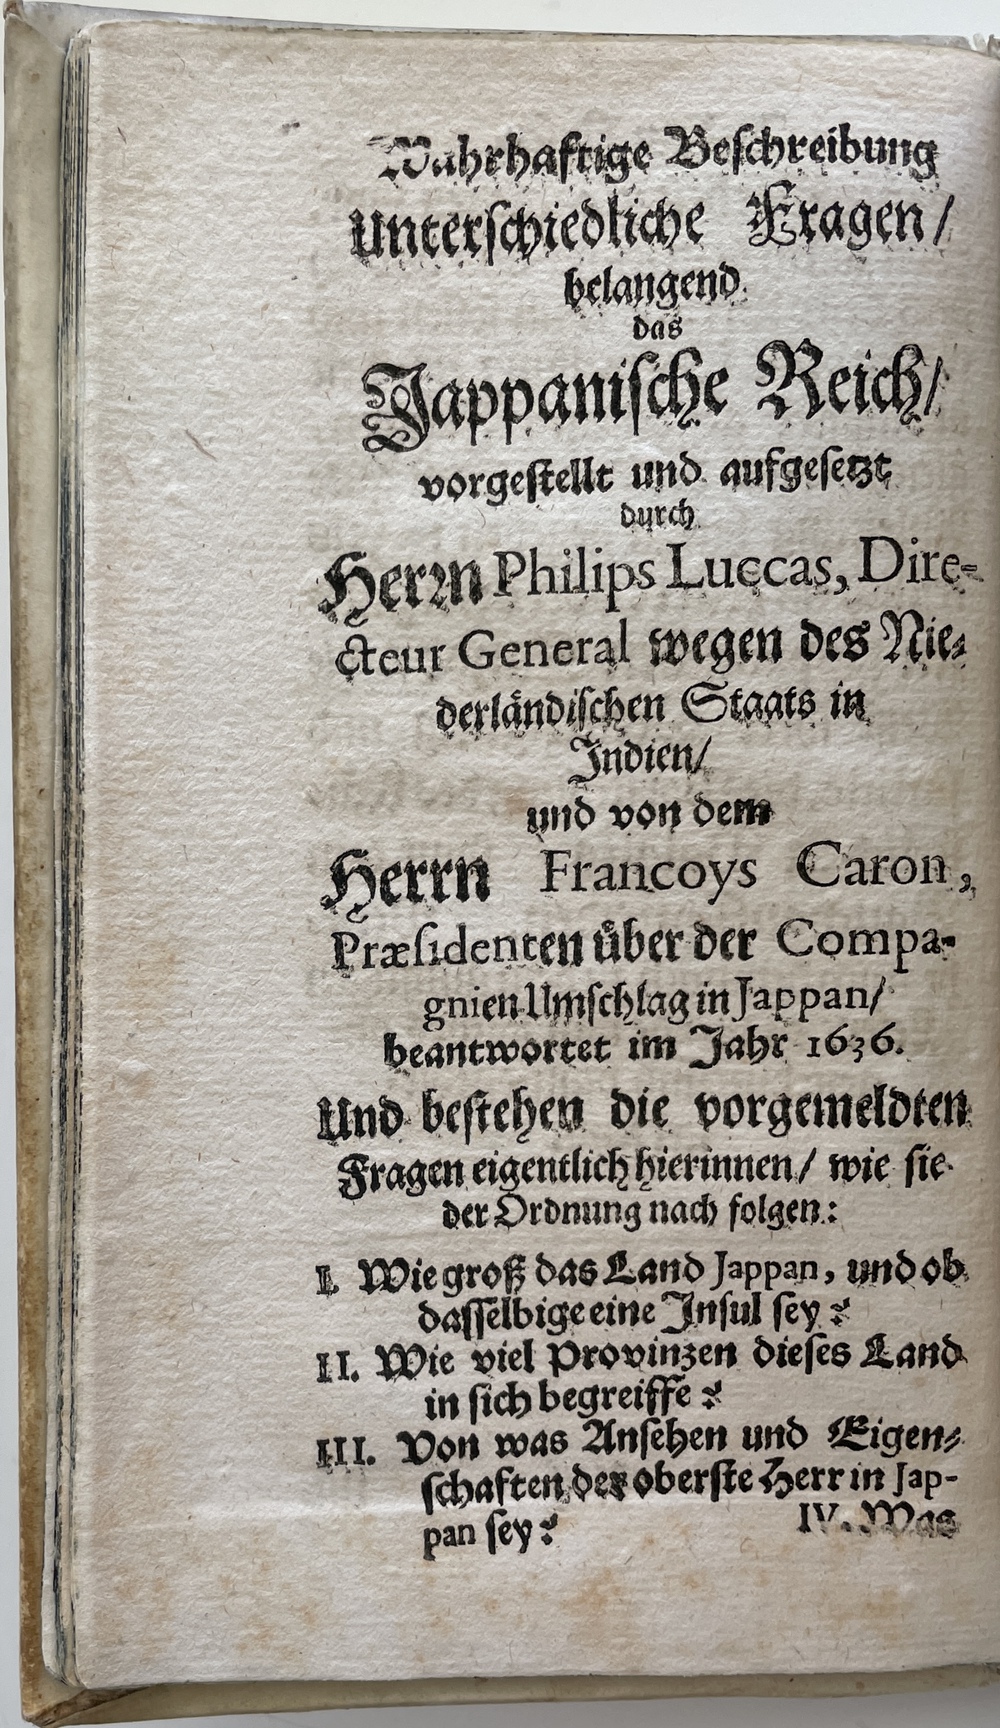 Warhaftige Beschreibung
Unterschiedliche Fragen/
belangend
das
Jappanische Reich/
vorgestellt und aufgesetzt
durch
Herrn Philips Luccas, Dire-
cteur General wegen des Nie-
derländischen Staats in
Indien/
und von dem
Herrn Francoys Caron,
Præsidenten über der Compa-
gnien Umschlag in Jappan/
beantwortet im Jahr 1636.
Und bestehen die vorgemeldten
Fragen eigentlich hierinnen/ wie sie
der Ordnung nach folgen:
I. Wie groß das Land Jappan, und ob
dasselbige eine Insul sey?
II. Wie viel Provinzen dieses Land
in sich begreiffe?
III. Von was Ansehen und Eigen-
schaften der oberste Herr in Jap-
pan sey?
IV. Was